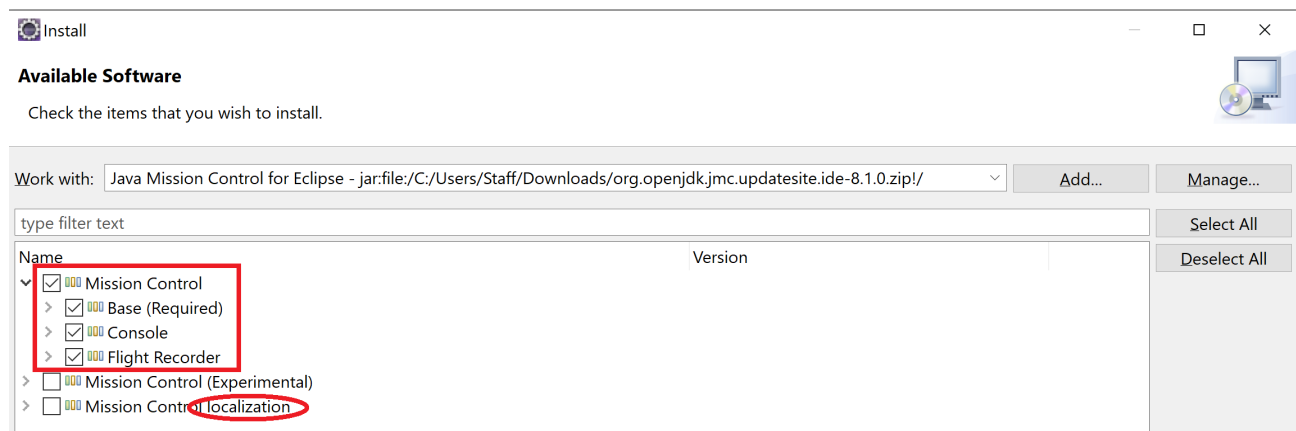 Install
Available Software
Check the items that you wish to install.
Work with: Java Mission Control for Eclipse - jar:file:/C:/Users/Staff/Downloads/org.openjdk.jmc.updatesite.ide-8.1.0.zip!/ Add... Manage...
type filter text Select All
Name Version Deselect All
Mission Control
Base (Required)
Console
Flight Recorder
Mission Control (Experimental)
Mission Control localization